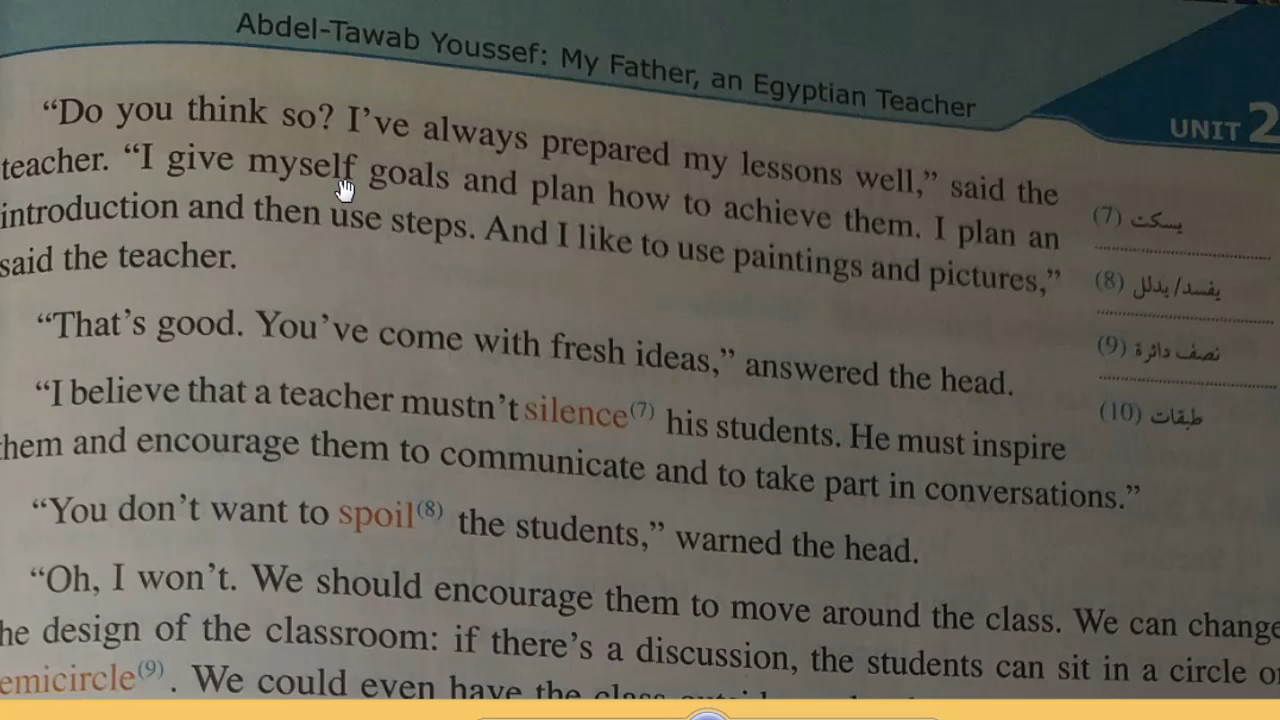 Abdel-Tawab Youssef: My Father, an Egyptian Teacher
UNIT 2
“Do you think so? I’ve always prepared my lessons well,” said the
teacher. “I give myself goals and plan how to achieve them. I plan an
introduction and then use steps. And I like to use paintings and pictures,”
said the teacher.
“That’s good. You’ve come with fresh ideas,” answered the head.
“I believe that a teacher mustn’t silence(7) his students. He must inspire
hem and encourage them to communicate and to take part in conversations.”
“You don’t want to spoil(8) the students,” warned the head.
“Oh, I won’t. We should encourage them to move around the class. We can change
he design of the classroom: if there’s a discussion, the students can sit in a circle o
emicircle(9). We could even have the class
(7) يسكت
(8) يفسد/يدلل
(9) نصف دائرة
(10) طبقات